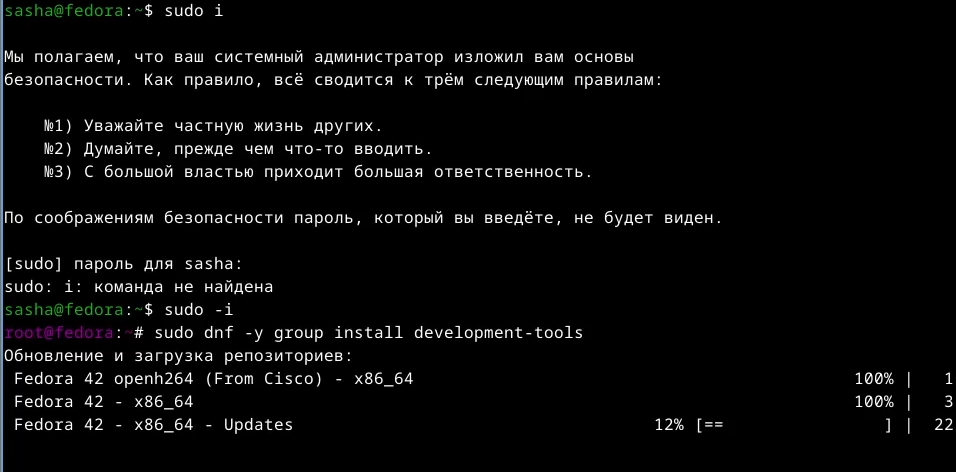 sasha@fedora:~$ sudo i
Мы полагаем, что ваш системный администратор изложил вам основы
безопасности. Как правило, всё сводится к трём следующим правилам:
№1) Уважайте частную жизнь других.
№2) Думайте, прежде чем что-то вводить.
№3) С большой властью приходит большая ответственность.
По соображениям безопасности пароль, который вы введёте, не будет виден.
[sudo] пароль для sasha:
sudo: i: команда не найдена
sasha@fedora:~$ sudo -i
root@fedora:~# sudo dnf -y group install development-tools
Обновление и загрузка репозиториев:
Fedora 42 openh264 (From Cisco) - x86_64 100% | 1
Fedora 42 - x86_64 100% | 3
Fedora 42 - x86_64 - Updates 12% [== ] | 22